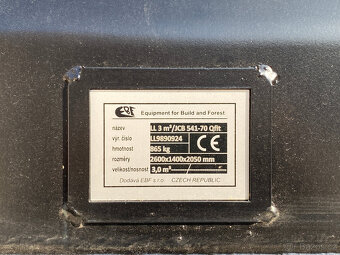 EBF Equipment for Build and Forest
název LL 3 m³/JCB 541-70 Qfit
výr. číslo LL9890924
hmotnost 865 kg
rozměry 2600x1400x2050 mm
velikost/nosnost 3,0 m³
Dodává EBF s.r.o. CZECH REPUBLIC
CE